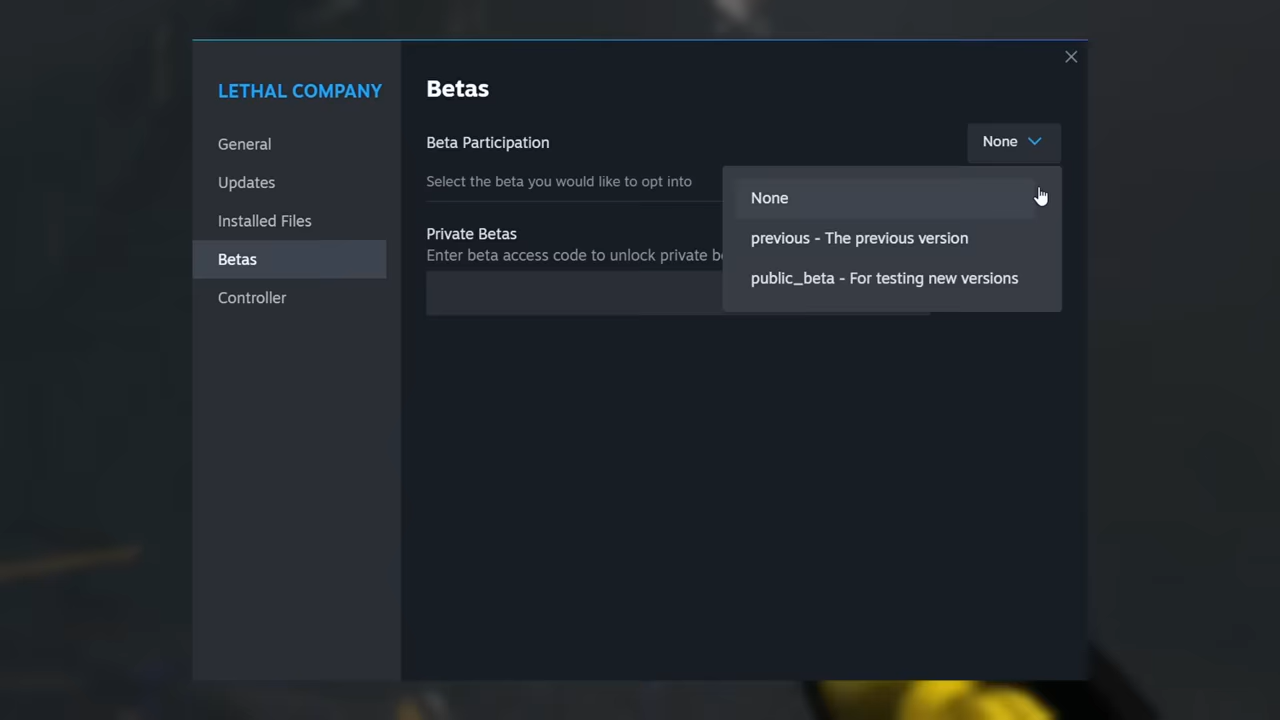 LETHAL COMPANY
General
Updates
Installed Files
Betas
Controller
Betas
Beta Participation
None
Select the beta you would like to opt into
None
previous - The previous version
public_beta - For testing new versions
Private Betas
Enter beta access code to unlock private